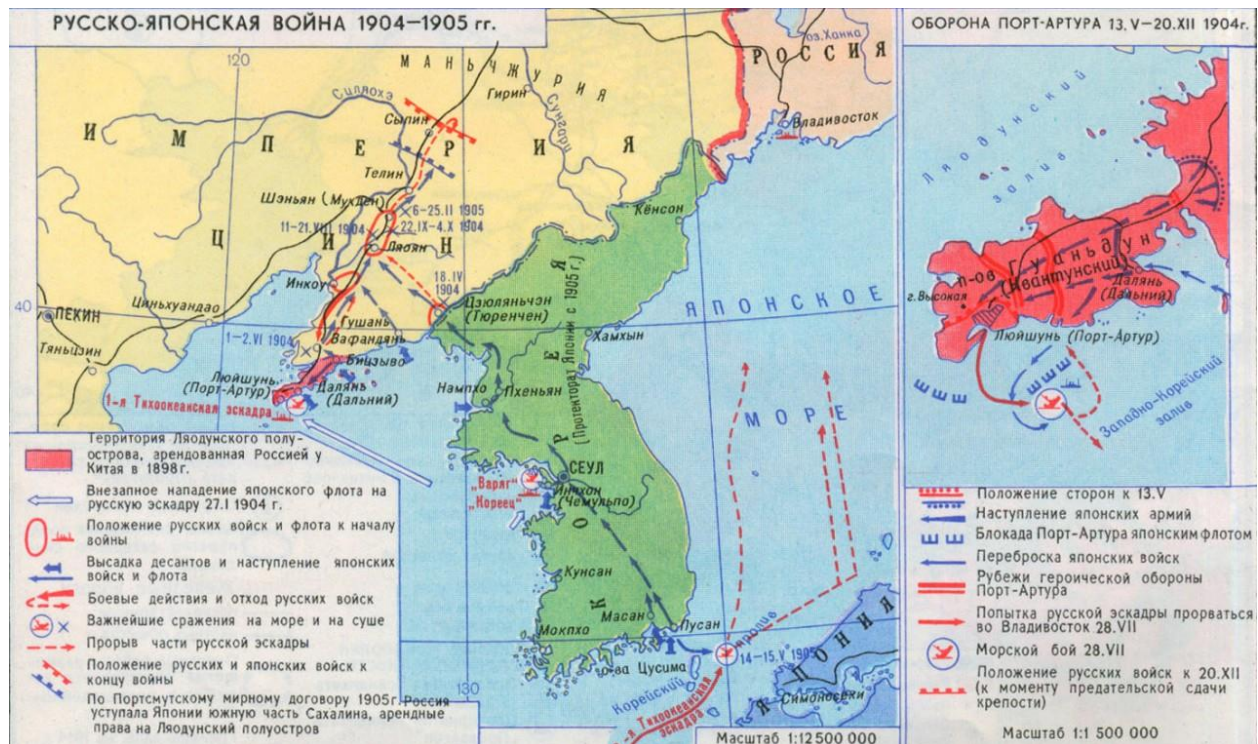 РУССКО-ЯПОНСКАЯ ВОЙНА 1904—1905 гг.
120
МАНЬЧЖУРИЯ
РОССИЯ
оз. Ханка
Силяохэ
Гирин
Сунгари
Сыпин
Владивосток
ИМПЕРИЯ
ЦИН
Телин
Шэньян (Мукден)
6-25.II 1905
11-21.VIII 1904
22.IX-4.X 1904
Ляоян
Кёнсон
Инкоу
18.IV
1904
Цзюляньчэн
(Тюренчен)
40
ПЕКИН
Циньхуандао
Тяньцзин
Гушань
1-2.VI 1904
Вафандянь
Бицзыво
Люйшунь
(Порт-Артур)
Далянь
(Дальний)
1-я Тихоокеанская эскадра
Нампхо
Пхеньян
Хамхын
ЯПОНСКОЕ
МОРЕ
КОРЕЯ
(Протекторат Японии с 1905 г.)
СЕУЛ
Инчхон
(Чемульпо)
„Варяг"
„Кореец"
Кунсан
Мокпхо
Масан
Пусан
о-ва Цусима
Корейский
пролив
14-15.V 1905
130
ЯПОНИЯ
Симоносеки
Тихоокеанская
эскадра
Масштаб 1:12 500 000
Территория Ляодунского полу-
острова, арендованная Россией у
Китая в 1898 г.
Внезапное нападение японского флота на
русскую эскадру 27.I 1904 г.
Положение русских войск и флота к началу
войны
Высадка десантов и наступление японских
войск и флота
Боевые действия и отход русских войск
Важнейшие сражения на море и на суше
Прорыв части русской эскадры
Положение русских и японских войск к
концу войны
По Портсмутскому мирному договору 1905г. Россия
уступала Японии южную часть Сахалина, арендные
права на Ляодунский полуостров
ОБОРОНА ПОРТ-АРТУРА 13.V—20.XII 1904г.
Ляодунский
залив
п-ов Гуаньдун
(Квантунский)
г. Высокая
Далянь
(Дальний)
Люйшунь (Порт-Артур)
Западно-Корейский
залив
Положение сторон к 13.V
Наступление японских армий
Блокада Порт-Артура японским флотом
Переброска японских войск
Рубежи героической обороны
Порт-Артура
Попытка русской эскадры прорваться
во Владивосток 28.VII
Морской бой 28.VII
Положение русских войск к 20.XII
(к моменту предательской сдачи
крепости)
Масштаб 1:1 500 000